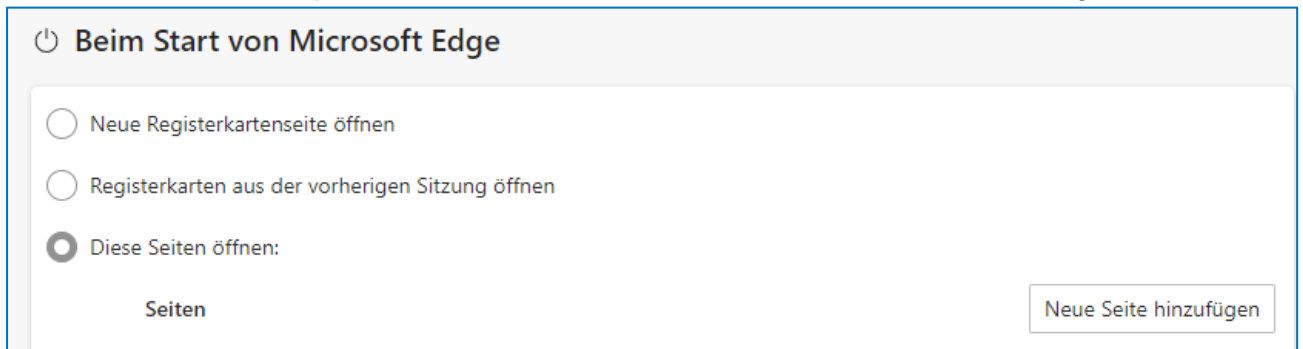 Beim Start von Microsoft Edge
Neue Registerkartenseite öffnen
Registerkarten aus der vorherigen Sitzung öffnen
Diese Seiten öffnen:
Seiten Neue Seite hinzufügen